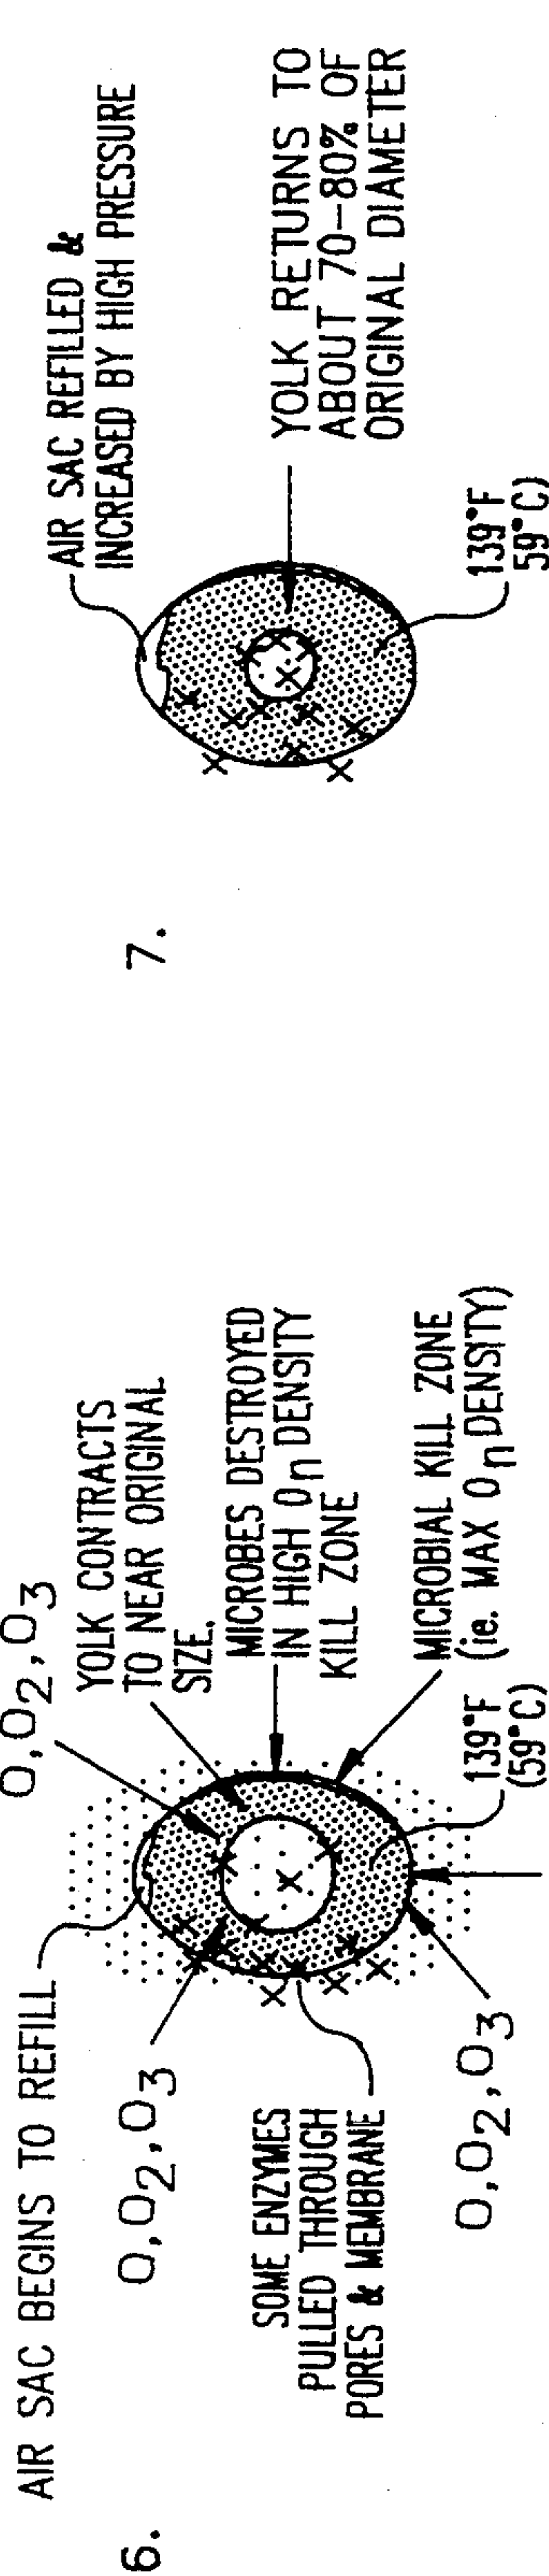 6.
AIR SAC BEGINS TO REFILL
O,O2,O3
O,O2,O3
YOLK CONTRACTS
TO NEAR ORIGINAL
SIZE.
MICROBES DESTROYED
IN HIGH On DENSITY
KILL ZONE
MICROBIAL KILL ZONE
(ie. MAX On DENSITY)
139°F
(59°C)
SOME ENZYMES
PULLED THROUGH
PORES & MEMBRANE
O,O2,O3
7.
AIR SAC REFILLED &
INCREASED BY HIGH PRESSURE
YOLK RETURNS TO
ABOUT 70-80% OF
ORIGINAL DIAMETER
139°F
59°C)